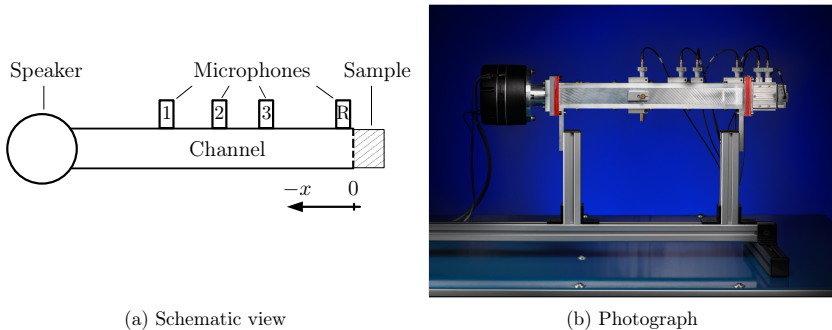 Speaker
Microphones
Sample
1
2
3
R
Channel
−x
0
(a) Schematic view
(b) Photograph